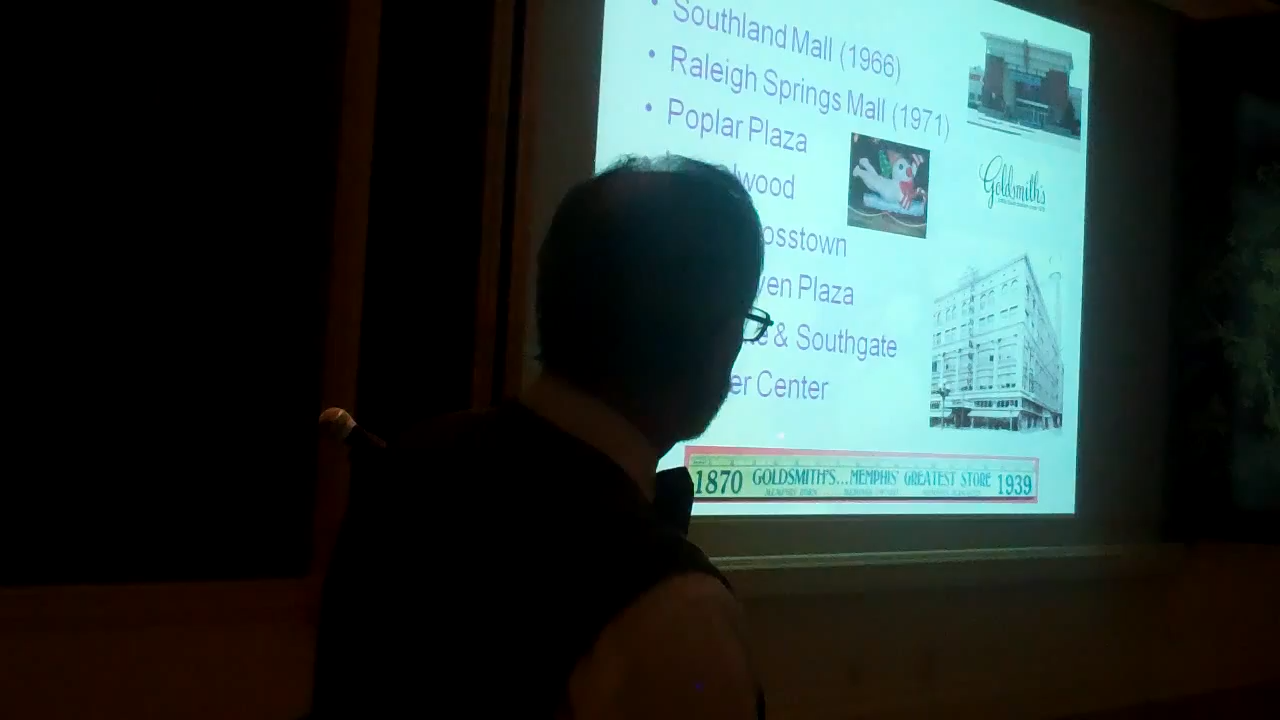 • Southland Mall (1966)
• Raleigh Springs Mall (1971)
• Poplar Plaza
lwood
osstown
ven Plaza
& Southgate
er Center
Goldsmith's
1870 GOLDSMITH'S...MEMPHIS' GREATEST STORE 1939